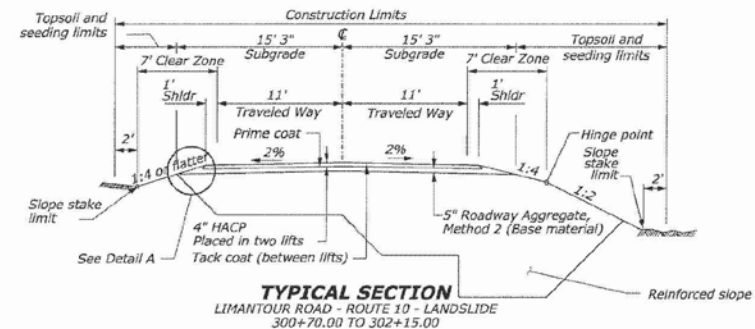 Construction Limits
Topsoil and
seeding limits
15' 3"
Subgrade
℄
15' 3"
Subgrade
Topsoil and
seeding limits
7' Clear Zone
7' Clear Zone
1'
Shldr
11'
Traveled Way
11'
Traveled Way
1'
Shldr
2'
Prime coat
2%
2%
Hinge point
Slope
stake
limit
2'
1:4 or flatter
1:4
1:2
Slope stake
limit
See Detail A
4" HACP
Placed in two lifts
Tack coat (between lifts)
5" Roadway Aggregate,
Method 2 (Base material)
Reinforced slope
TYPICAL SECTION
LIMANTOUR ROAD - ROUTE 10 - LANDSLIDE
300+70.00 TO 302+15.00